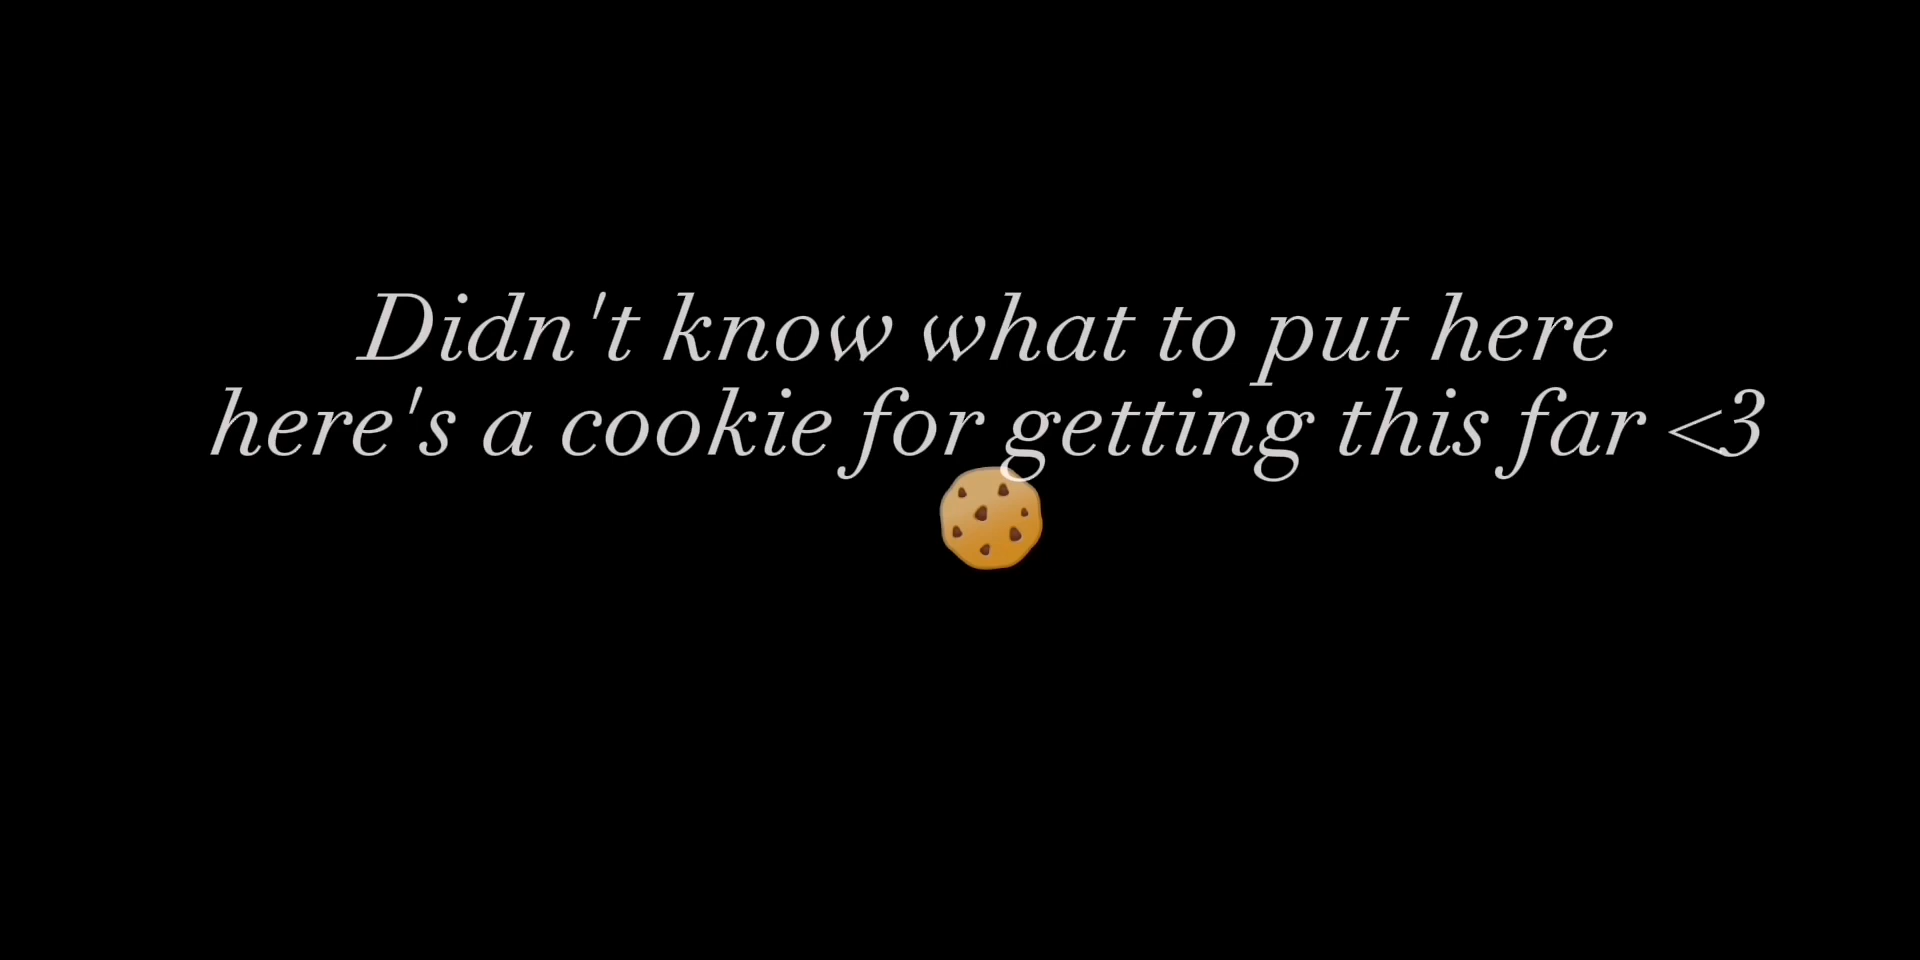 Didn't know what to put here
here's a cookie for getting this far <3
🍪